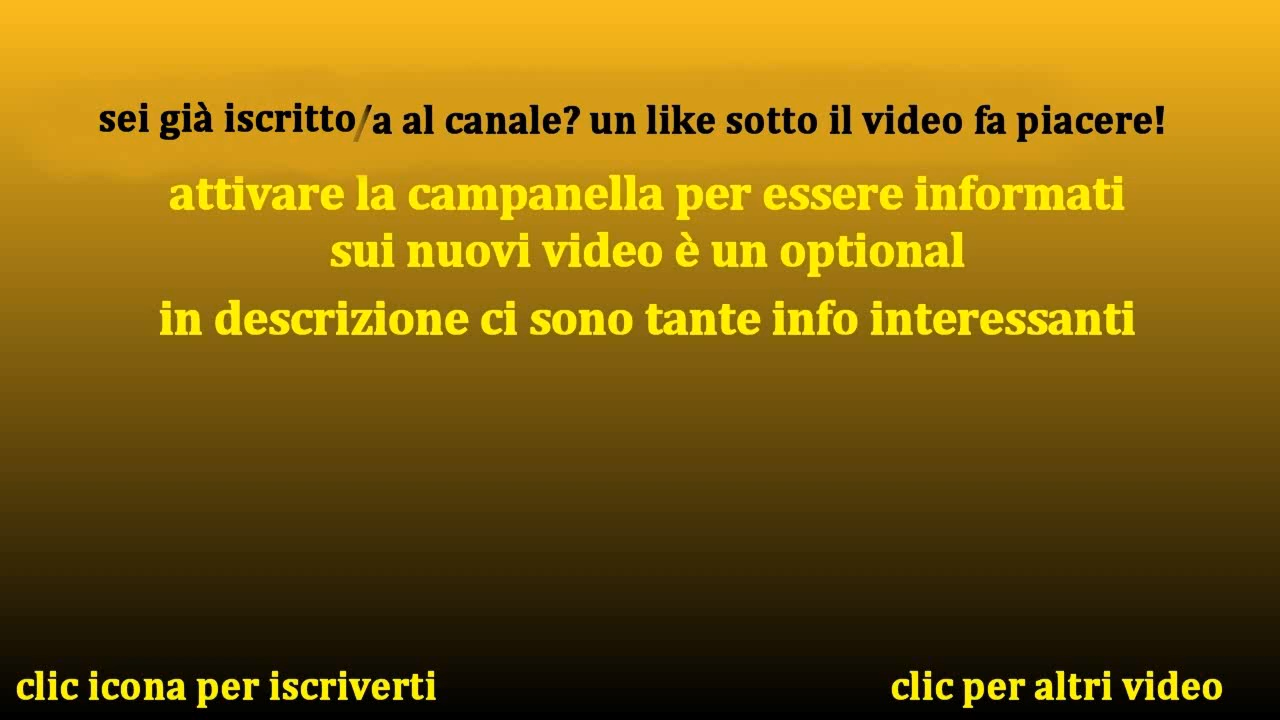 sei già iscritto/a al canale? un like sotto il video fa piacere!
attivare la campanella per essere informati
sui nuovi video è un optional
in descrizione ci sono tante info interessanti
clic icona per iscriverti
clic per altri video